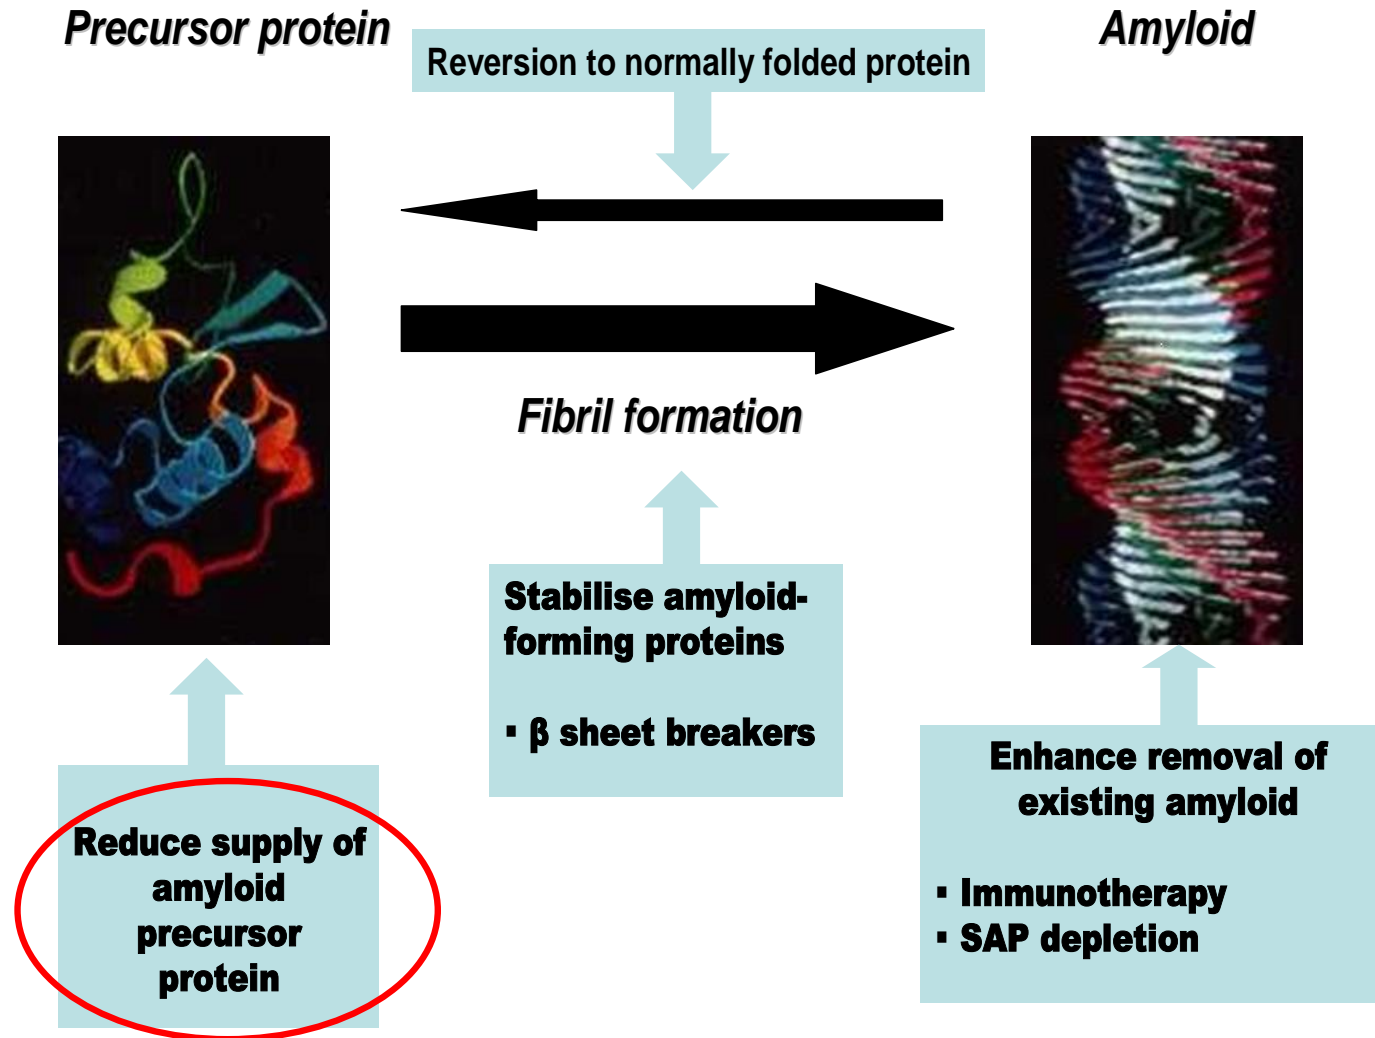 Precursor protein
Reversion to normally folded protein
Amyloid
Fibril formation
Stabilise amyloid-
forming proteins
▪ β sheet breakers
Reduce supply of
amyloid
precursor
protein
Enhance removal of
existing amyloid
▪ Immunotherapy
▪ SAP depletion